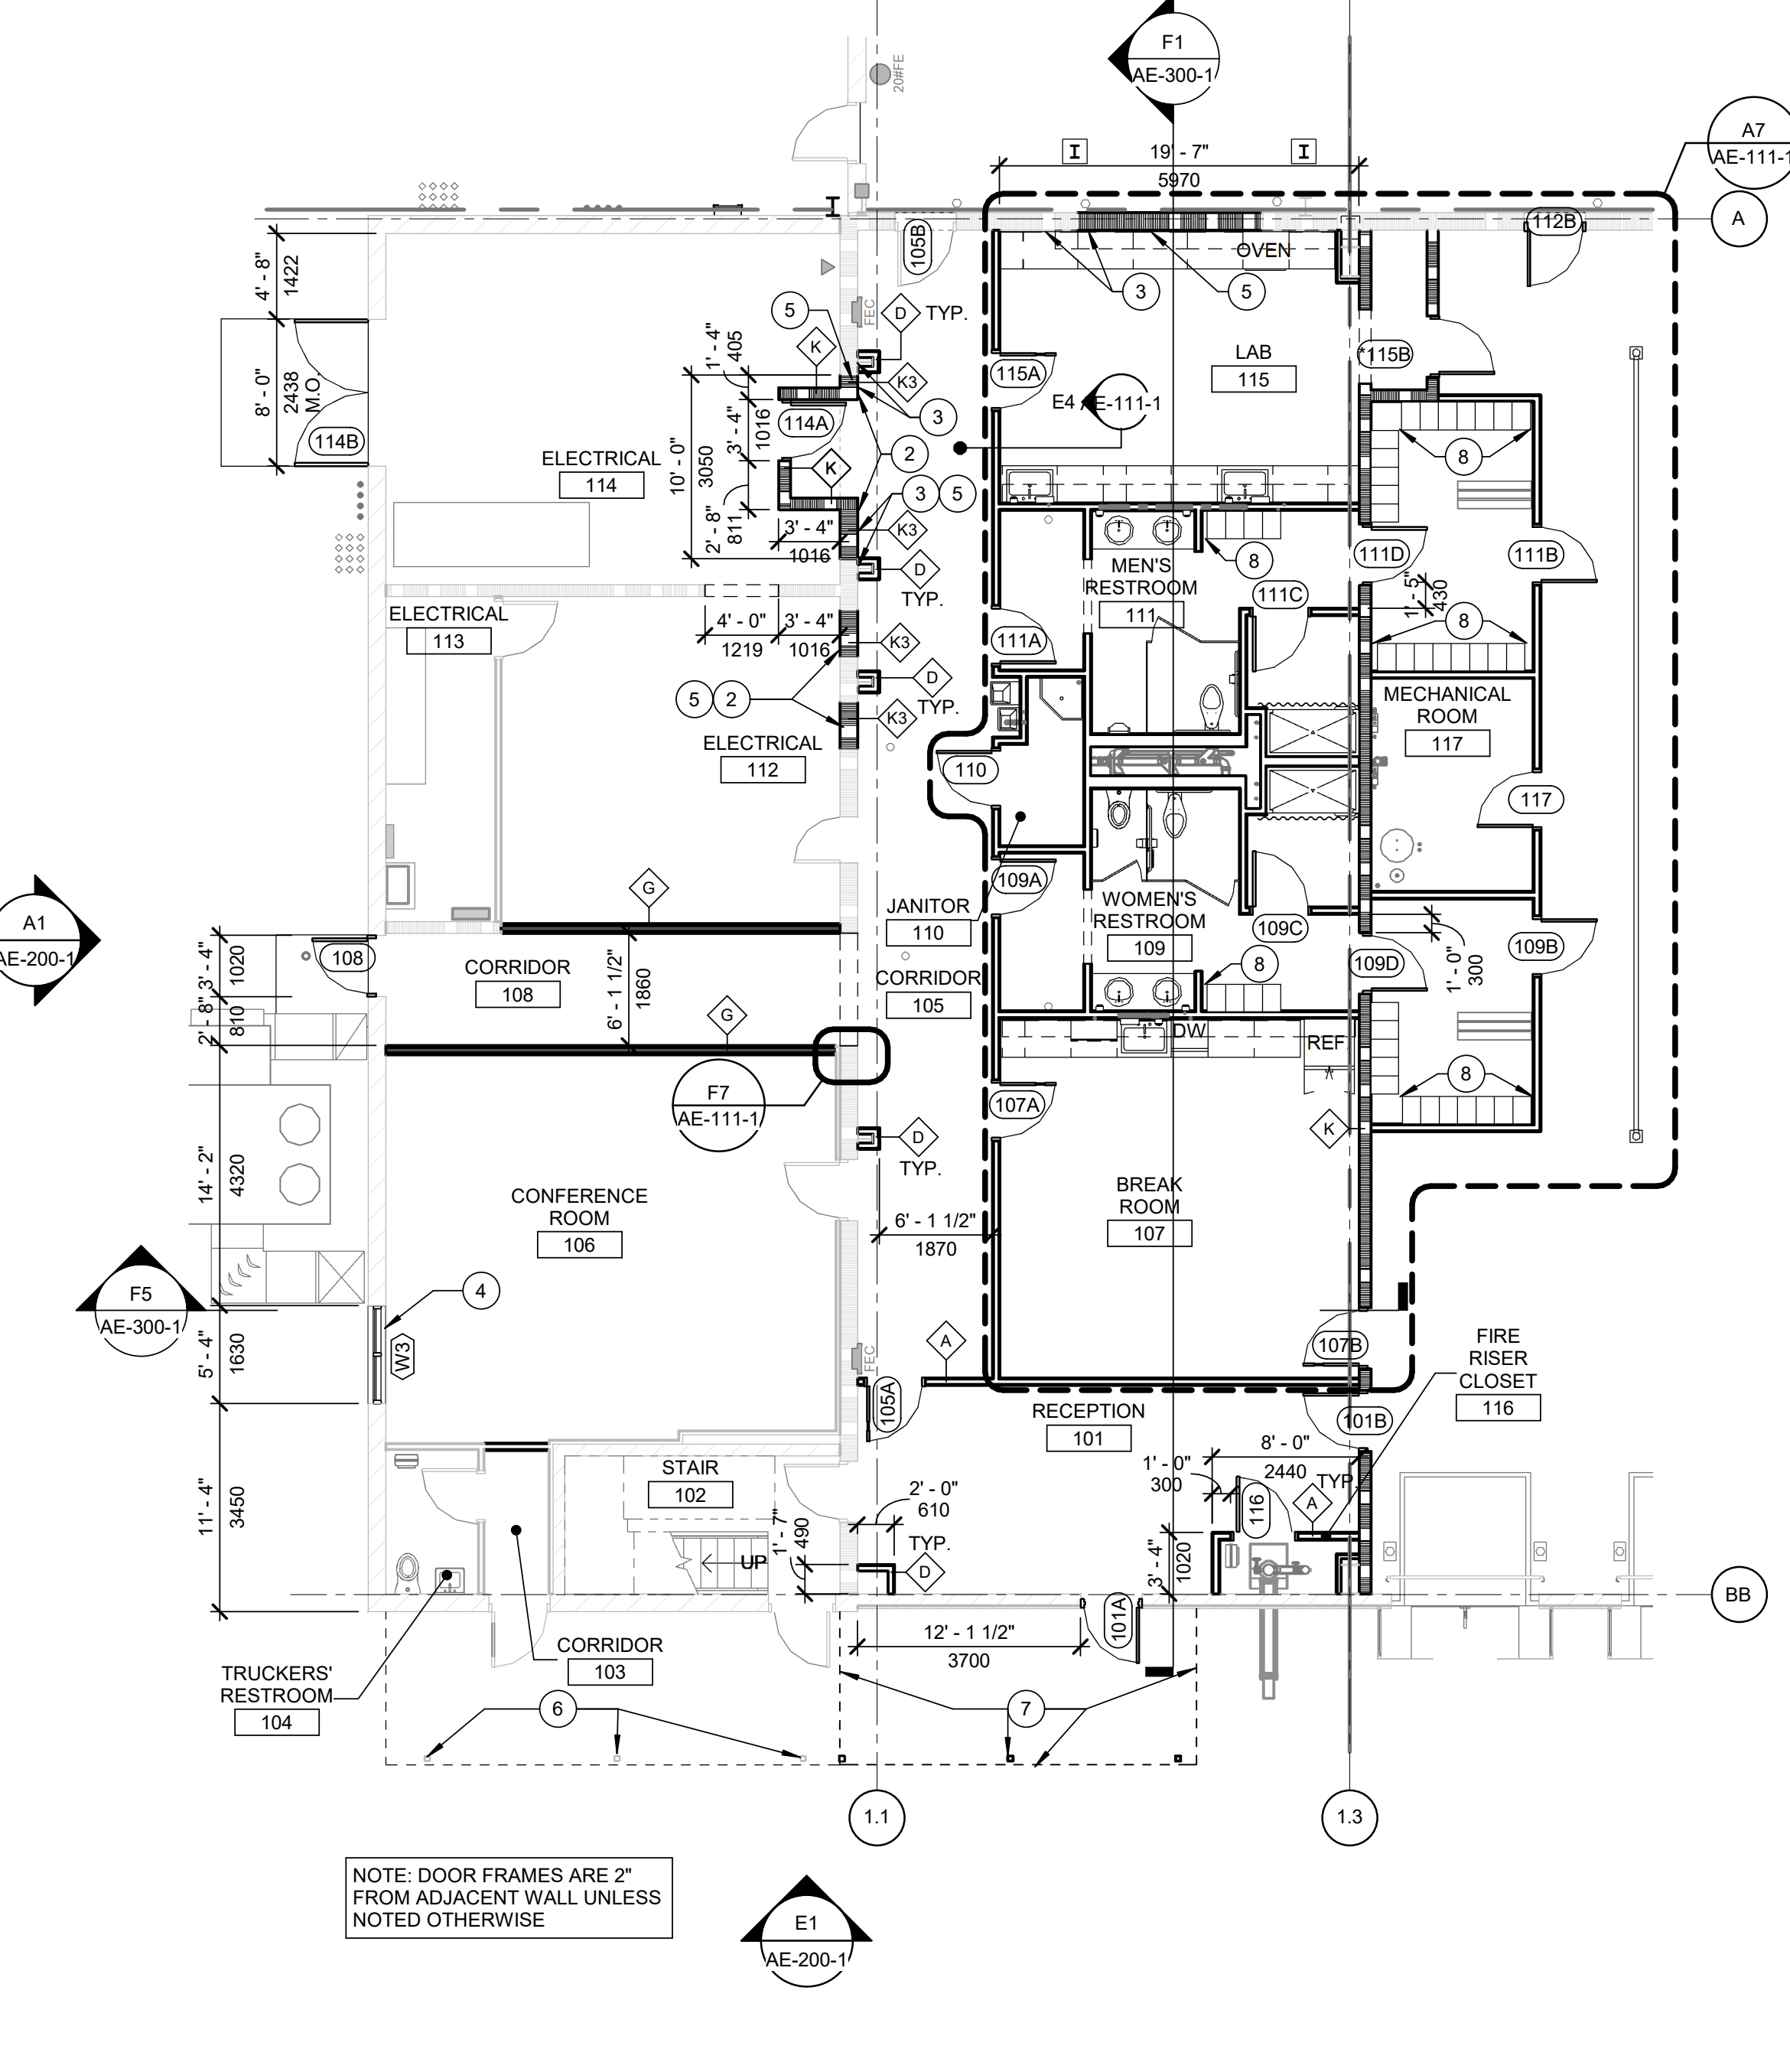 F1
AE-300-1
20#FE
A7
AE-111-1
19' - 7"
5970
I
I
A
112B
105B
OVEN
4' - 8"
1422
8' - 0"
2438
M.O.
114B
5
FEC
D
TYP.
3
5
K
1' - 4"
405
K3
3
114A
3' - 4"
1016
10' - 0"
3050
2
K
3
5
2' - 8"
811
K3
3' - 4"
1016
D
TYP.
LAB
115
115A
*115B
E4
AE-111-1
8
ELECTRICAL
114
MEN'S
RESTROOM
111
8
111D
111B
111C
1' - 5"
430
8
111A
ELECTRICAL
113
4' - 0"
1219
3' - 4"
1016
K3
D
TYP.
5
2
K3
ELECTRICAL
112
MECHANICAL
ROOM
117
110
117
G
JANITOR
110
109A
WOMEN'S
RESTROOM
109
109C
109D
109B
1' - 0"
300
8
A1
AE-200-1
3' - 4"
1020
2' - 8"
810
108
CORRIDOR
108
6' - 1 1/2"
1860
G
CORRIDOR
105
DW
REF
8
F7
AE-111-1
107A
K
D
TYP.
14' - 2"
4320
CONFERENCE
ROOM
106
6' - 1 1/2"
1870
BREAK
ROOM
107
F5
AE-300-1
4
5' - 4"
1630
W3
FEC
A
107B
FIRE
RISER
CLOSET
116
105A
RECEPTION
101
101B
11' - 4"
3450
STAIR
102
UP
1' - 7"
490
2' - 0"
610
TYP.
D
8' - 0"
2440
1' - 0"
300
TYP.
A
116
3' - 4"
1020
BB
101A
12' - 1 1/2"
3700
CORRIDOR
103
TRUCKERS'
RESTROOM
104
6
7
1.1
1.3
NOTE: DOOR FRAMES ARE 2"
FROM ADJACENT WALL UNLESS
NOTED OTHERWISE
E1
AE-200-1